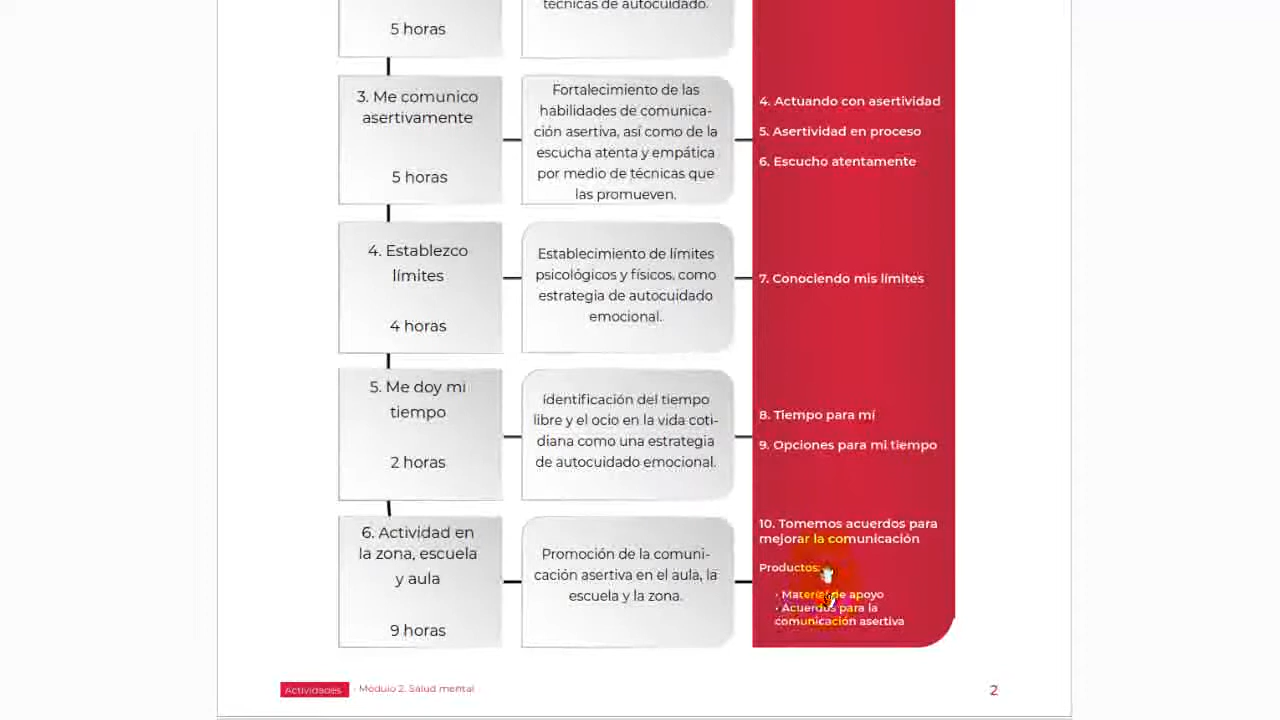 técnicas de autocuidado.
5 horas
3. Me comunico
asertivamente
5 horas
Fortalecimiento de las
habilidades de comunica-
ción asertiva, así como de la
escucha atenta y empática
por medio de técnicas que
las promueven.
4. Actuando con asertividad
5. Asertividad en proceso
6. Escucho atentamente
4. Establezco
límites
4 horas
Establecimiento de límites
psicológicos y físicos, como
estrategia de autocuidado
emocional.
7. Conociendo mis límites
5. Me doy mi
tiempo
2 horas
Identificación del tiempo
libre y el ocio en la vida coti-
diana como una estrategia
de autocuidado emocional.
8. Tiempo para mí
9. Opciones para mi tiempo
6. Actividad en
la zona, escuela
y aula
9 horas
Promoción de la comuni-
cación asertiva en el aula, la
escuela y la zona.
10. Tomemos acuerdos para
mejorar la comunicación
Productos:
• Material de apoyo
• Acuerdos para la
comunicación asertiva
Actividades • Módulo 2. Salud mental
2